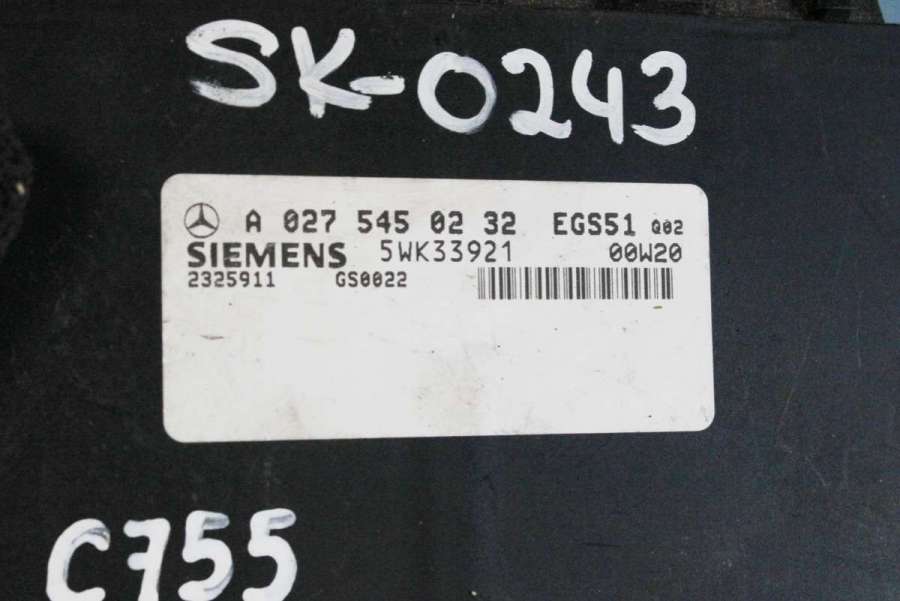 SK-0243
A 027 545 02 32 EGS51 Q02
SIEMENS 5WK33921 00W20
2325911 GS0022
C755